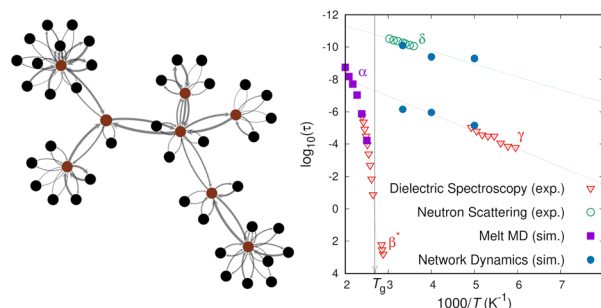 -12
-10
-8
-6
-4
-2
0
2
4
log₁₀(τ)
δ
α
γ
β*
Dielectric Spectroscopy (exp.)
Neutron Scattering (exp.)
Melt MD (sim.)
Network Dynamics (sim.)
2 Tg 3 4 5 6 7
1000/T (K⁻¹)